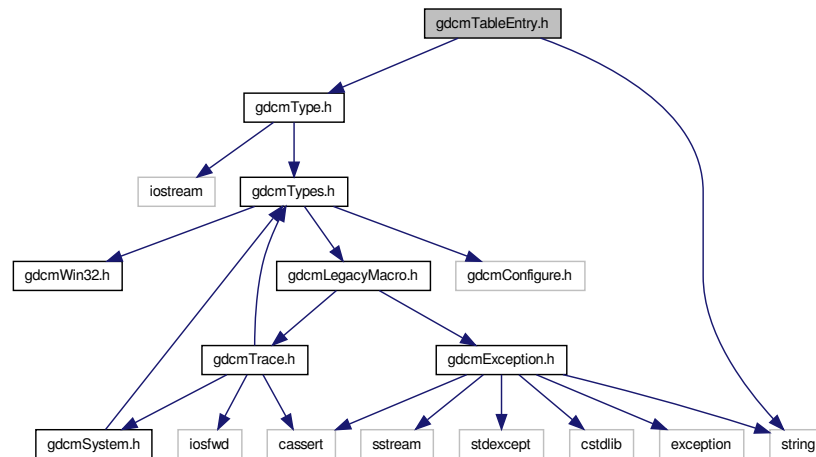 gdcmTableEntry.h
gdcmType.h
iostream
gdcmTypes.h
gdcmWin32.h
gdcmLegacyMacro.h
gdcmConfigure.h
gdcmTrace.h
gdcmException.h
gdcmSystem.h
iosfwd
cassert
sstream
stdexcept
cstdlib
exception
string